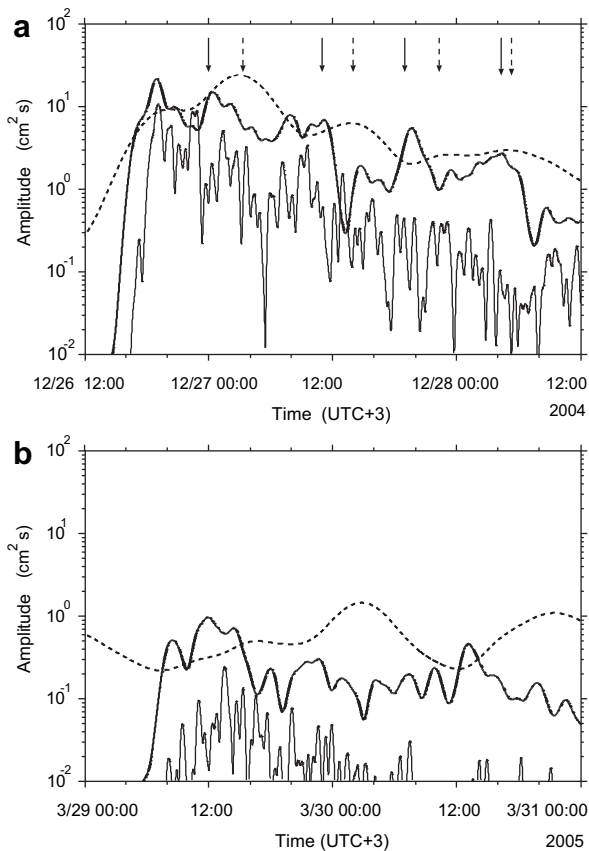 a
10²
10¹
10⁰
10⁻¹
10⁻²
Amplitude (cm² s)
12/26 12:00 12/27 00:00 12:00 12/28 00:00 12:00
Time (UTC+3) 2004
b
10²
10¹
10⁰
10⁻¹
10⁻²
Amplitude (cm² s)
3/29 00:00 12:00 3/30 00:00 12:00 3/31 00:00
Time (UTC+3) 2005